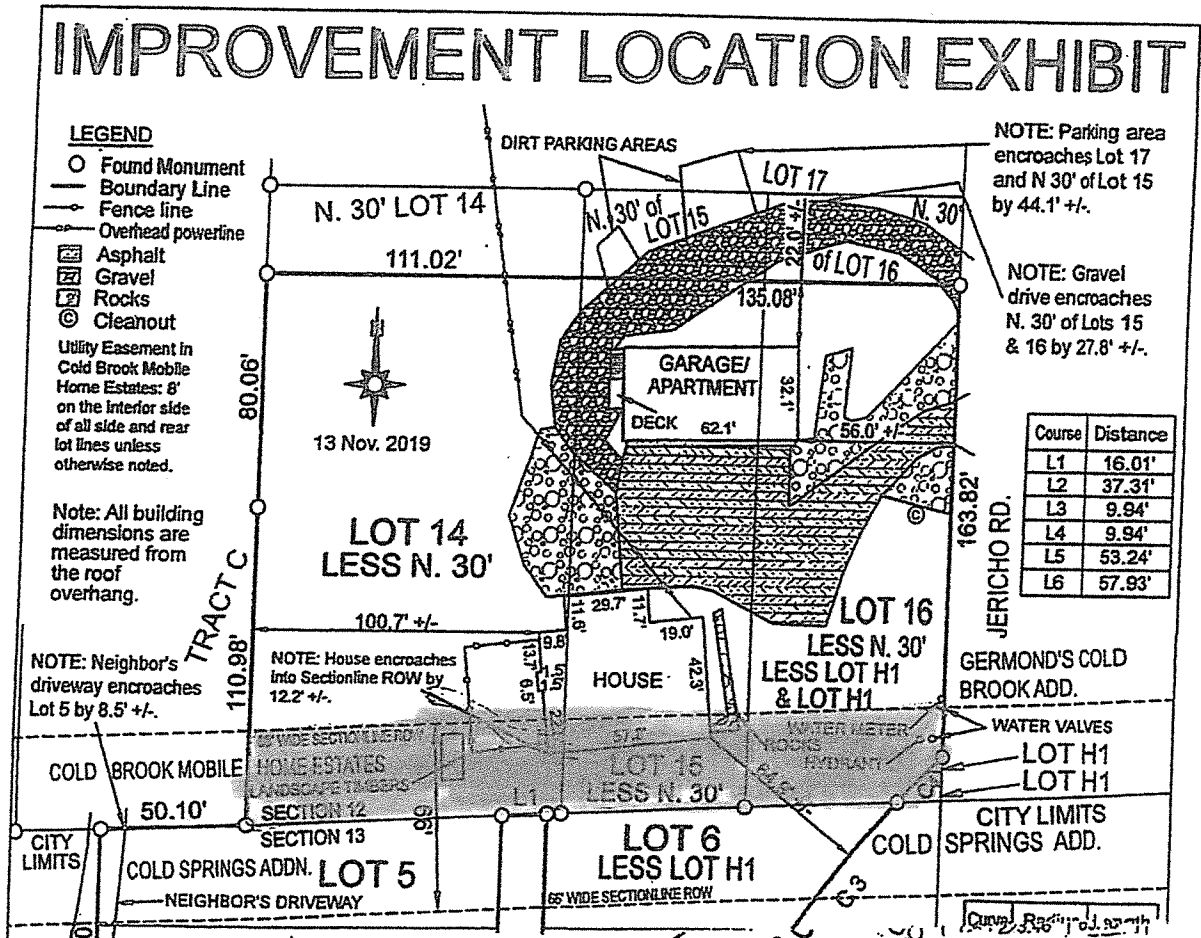 IMPROVEMENT LOCATION EXHIBIT
LEGEND
Found Monument
Boundary Line
Fence line
Overhead powerline
Asphalt
Gravel
Rocks
© Cleanout
Utility Easement in
Cold Brook Mobile
Home Estates: 8'
on the interior side
of all side and rear
lot lines unless
otherwise noted.
Note: All building
dimensions are
measured from
the roof
overhang.
DIRT PARKING AREAS
NOTE: Parking area
encroaches Lot 17
and N 30' of Lot 15
by 44.1' +/-.
LOT 17
N. 30' LOT 14
N. 30' of
LOT 15
22.0' +/-
N. 30'
of LOT 16
111.02'
135.08'
NOTE: Gravel
drive encroaches
N. 30' of Lots 15
& 16 by 27.8' +/-.
80.06'
N
13 Nov. 2019
GARAGE/
APARTMENT
32.1'
DECK
62.1'
56.0' +/-
Course Distance
L1 16.01'
L2 37.31'
L3 9.94'
L4 9.94'
L5 53.24'
L6 57.93'
163.82'
JERICHO RD.
©
LOT 14
LESS N. 30'
TRACT C
110.98'
100.7' +/-
11.6'
29.7'
11.7'
19.0'
LOT 16
LESS N. 30'
LESS LOT H1
& LOT H1
NOTE: Neighbor's
driveway encroaches
Lot 5 by 8.5' +/-.
NOTE: House encroaches
into Sectionline ROW by
12.2' +/-.
9.8'
13.7'
6.5'
HOUSE
42.3'
GERMOND'S COLD
BROOK ADD.
WATER VALVES
WATER METER
ROCKS
HYDRANT
LOT H1
LOT H1
66' WIDE SECTIONLINE ROW
COLD BROOK MOBILE HOME ESTATES
LANDSCAPE TIMBERS
LOT 15
LESS N. 30'
L1
50.10'
SECTION 12
SECTION 13
66'
CITY
LIMITS
COLD SPRINGS ADDN.
LOT 5
LOT 6
LESS LOT H1
CITY LIMITS
COLD SPRINGS ADD.
NEIGHBOR'S DRIVEWAY
66' WIDE SECTIONLINE ROW
C3
Curve Radius Length